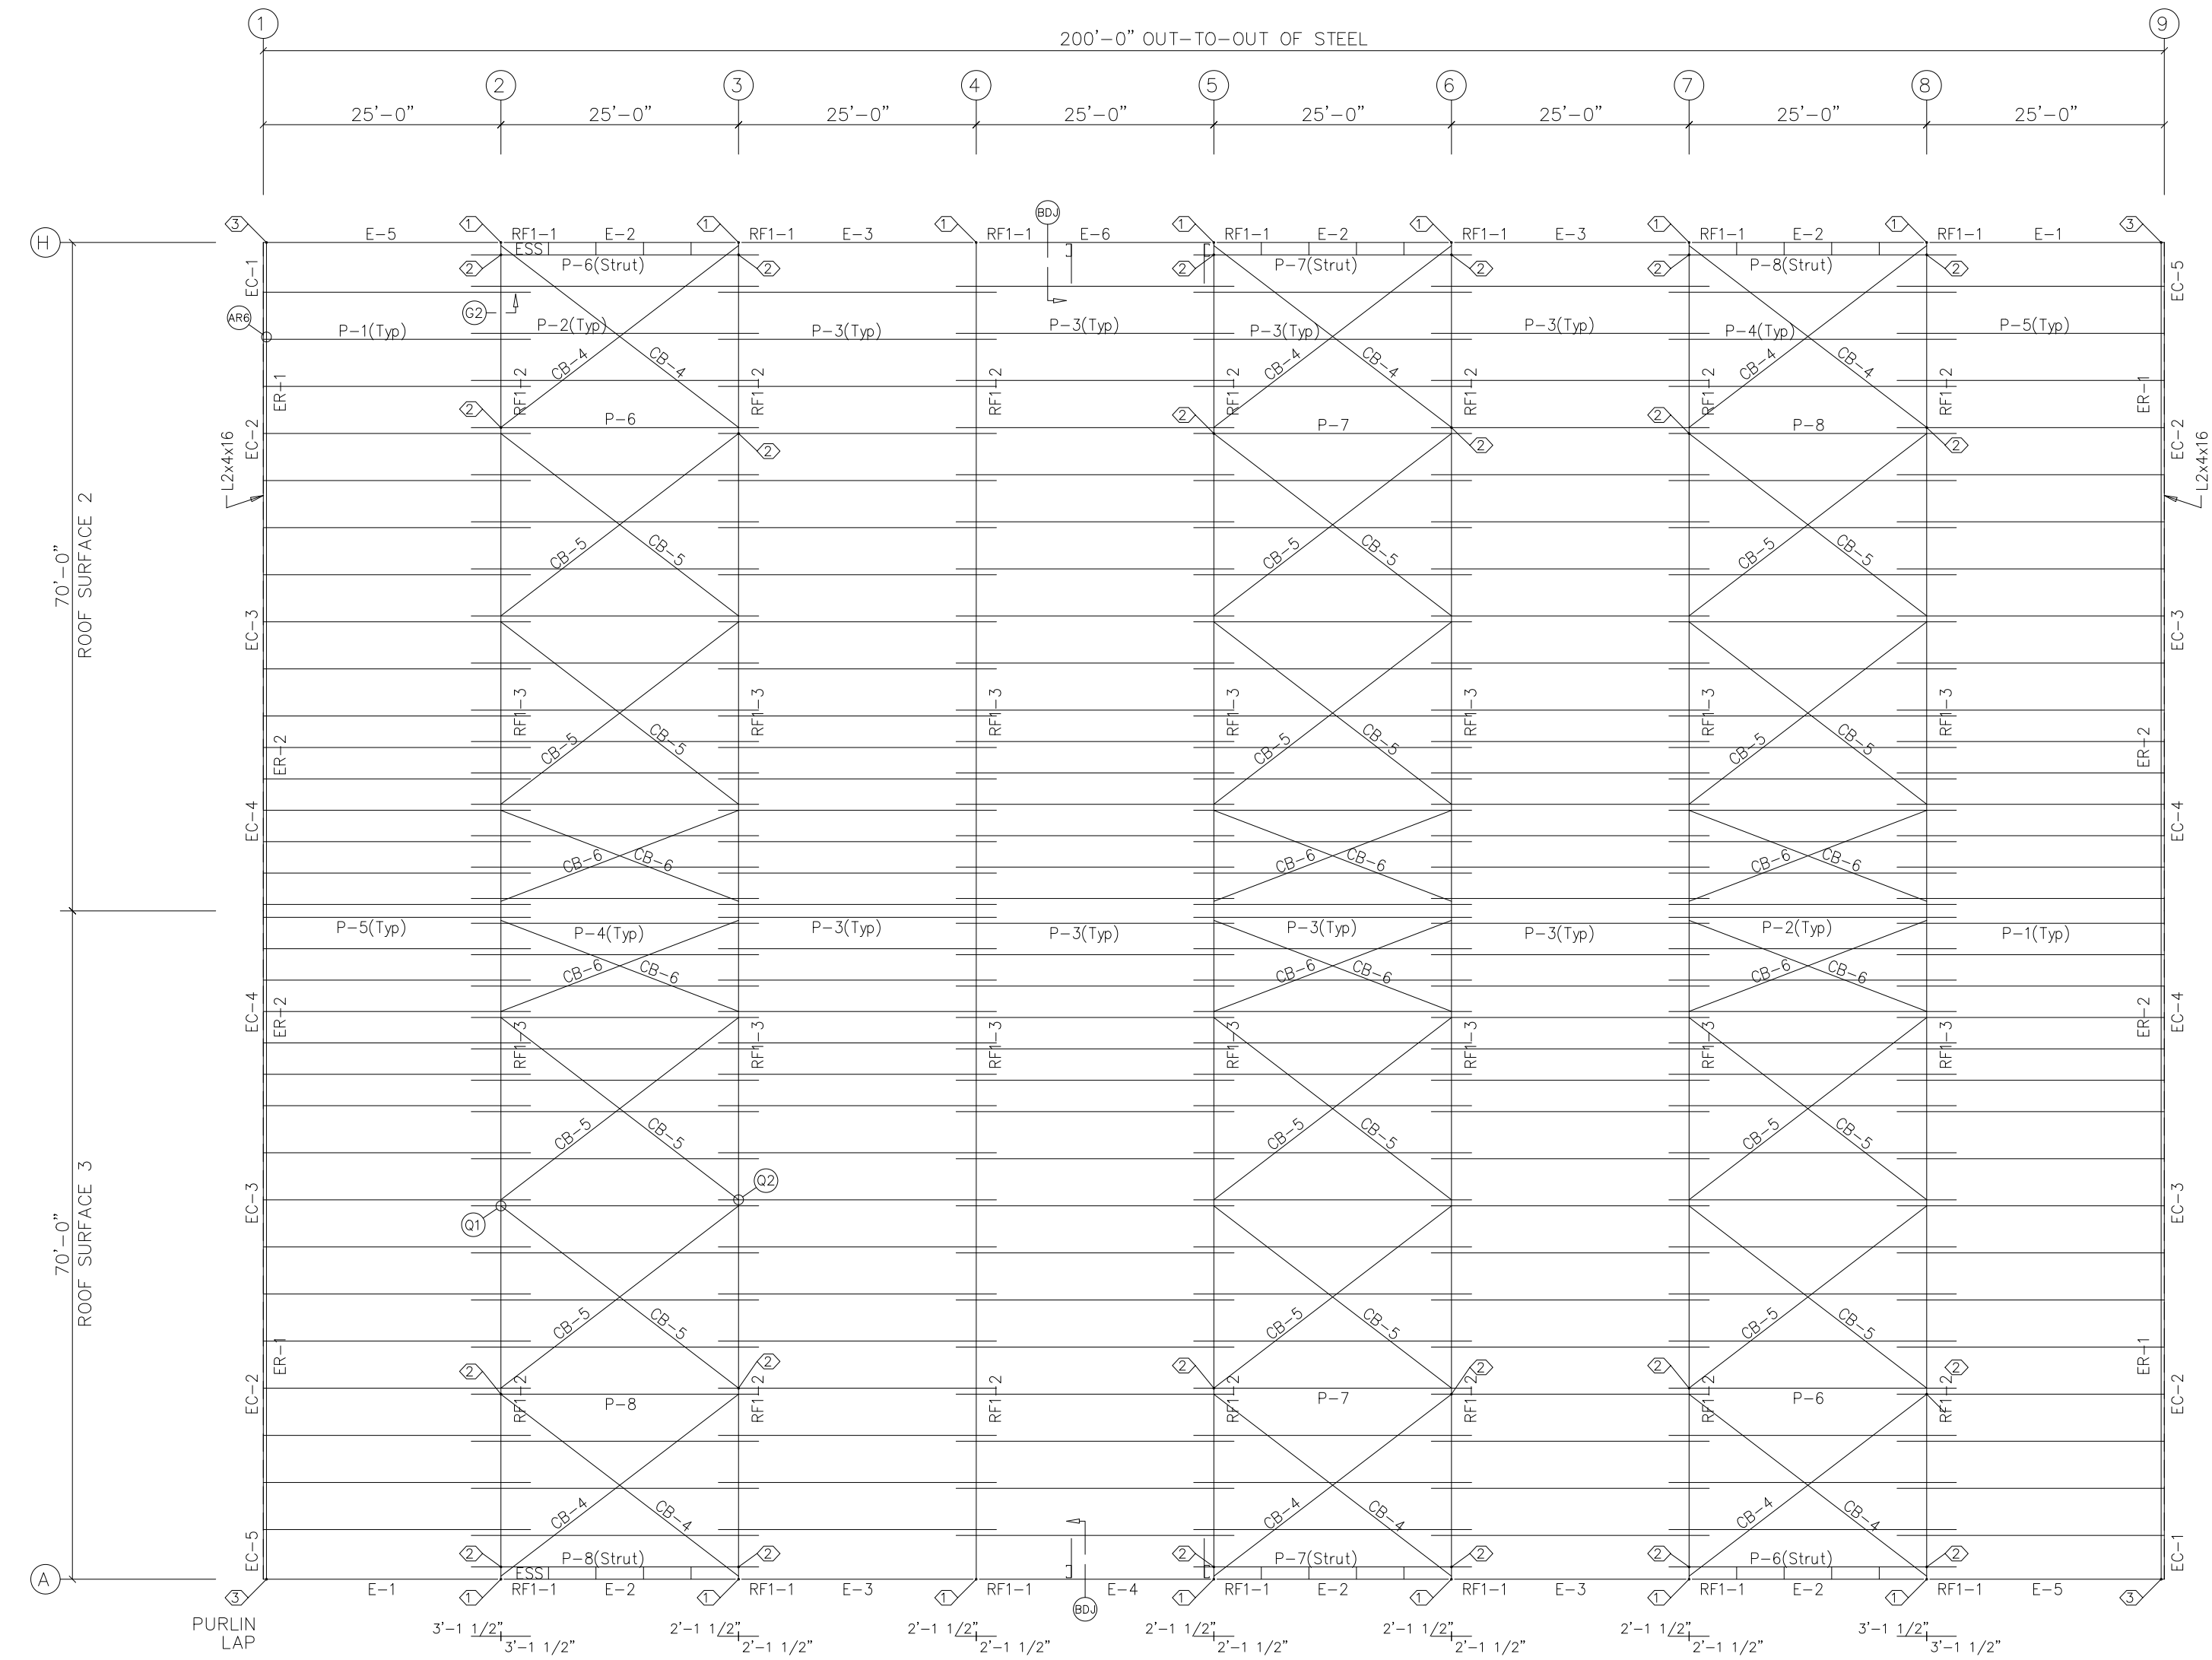 1
9
200'-0" OUT-TO-OUT OF STEEL
2 3 4 5 6 7 8
25'-0" 25'-0" 25'-0" 25'-0" 25'-0" 25'-0" 25'-0" 25'-0"
BDJ
3 1 1 1 1 1 1 1 3
H
E-5 RF1-1 E-2 RF1-1 E-3 RF1-1 E-6 RF1-1 E-2 RF1-1 E-3 RF1-1 E-2 RF1-1 E-1
ESS
2 P-6(Strut) 2 2 P-7(Strut) 2 2 P-8(Strut) 2
EC-1 EC-5
G2
AR6
P-1(Typ) P-2(Typ) P-3(Typ) P-3(Typ) P-3(Typ) P-3(Typ) P-4(Typ) P-5(Typ)
CB-4 CB-4 CB-4 CB-4 CB-4 CB-4
ER-1 RF1-2 RF1-2 RF1-2 RF1-2 RF1-2 RF1-2 RF1-2 ER-1
2 P-6 2 2 P-7 2 2 P-8 2
EC-2 EC-2
L2x4x16 L2x4x16
70'-0"
ROOF SURFACE 2
CB-5 CB-5 CB-5 CB-5 CB-5 CB-5
EC-3 EC-3
RF1-3 RF1-3 RF1-3 RF1-3 RF1-3 RF1-3 RF1-3
ER-2 CB-5 CB-5 CB-5 CB-5 CB-5 CB-5 ER-2
EC-4 EC-4
CB-6 CB-6 CB-6 CB-6 CB-6 CB-6
P-5(Typ) P-4(Typ) P-3(Typ) P-3(Typ) P-3(Typ) P-3(Typ) P-2(Typ) P-1(Typ)
CB-6 CB-6 CB-6 CB-6 CB-6 CB-6
EC-4 ER-2 ER-2 EC-4
RF1-3 RF1-3 RF1-3 RF1-3 RF1-3 RF1-3 RF1-3
CB-5 CB-5 CB-5 CB-5 CB-5 CB-5
70'-0"
ROOF SURFACE 3
Q2
EC-3 EC-3
Q1
CB-5 CB-5 CB-5 CB-5 CB-5 CB-5
ER-1 ER-1
2 2 2 2 2 2
EC-2 RF1-2 P-8 RF1-2 RF1-2 RF1-2 P-7 RF1-2 RF1-2 P-6 RF1-2 EC-2
CB-4 CB-4 CB-4 CB-4 CB-4 CB-4
EC-5 EC-1
2 P-8(Strut) 2 2 P-7(Strut) 2 2 P-6(Strut) 2
ESS
A
E-1 RF1-1 E-2 RF1-1 E-3 RF1-1 E-4 RF1-1 E-2 RF1-1 E-3 RF1-1 E-2 RF1-1 E-5
3 1 1 1 1 1 1 1 3
BDJ
PURLIN
LAP
3'-1 1/2" 2'-1 1/2" 2'-1 1/2" 2'-1 1/2" 2'-1 1/2" 2'-1 1/2" 3'-1 1/2"
3'-1 1/2" 2'-1 1/2" 2'-1 1/2" 2'-1 1/2" 2'-1 1/2" 2'-1 1/2" 3'-1 1/2"